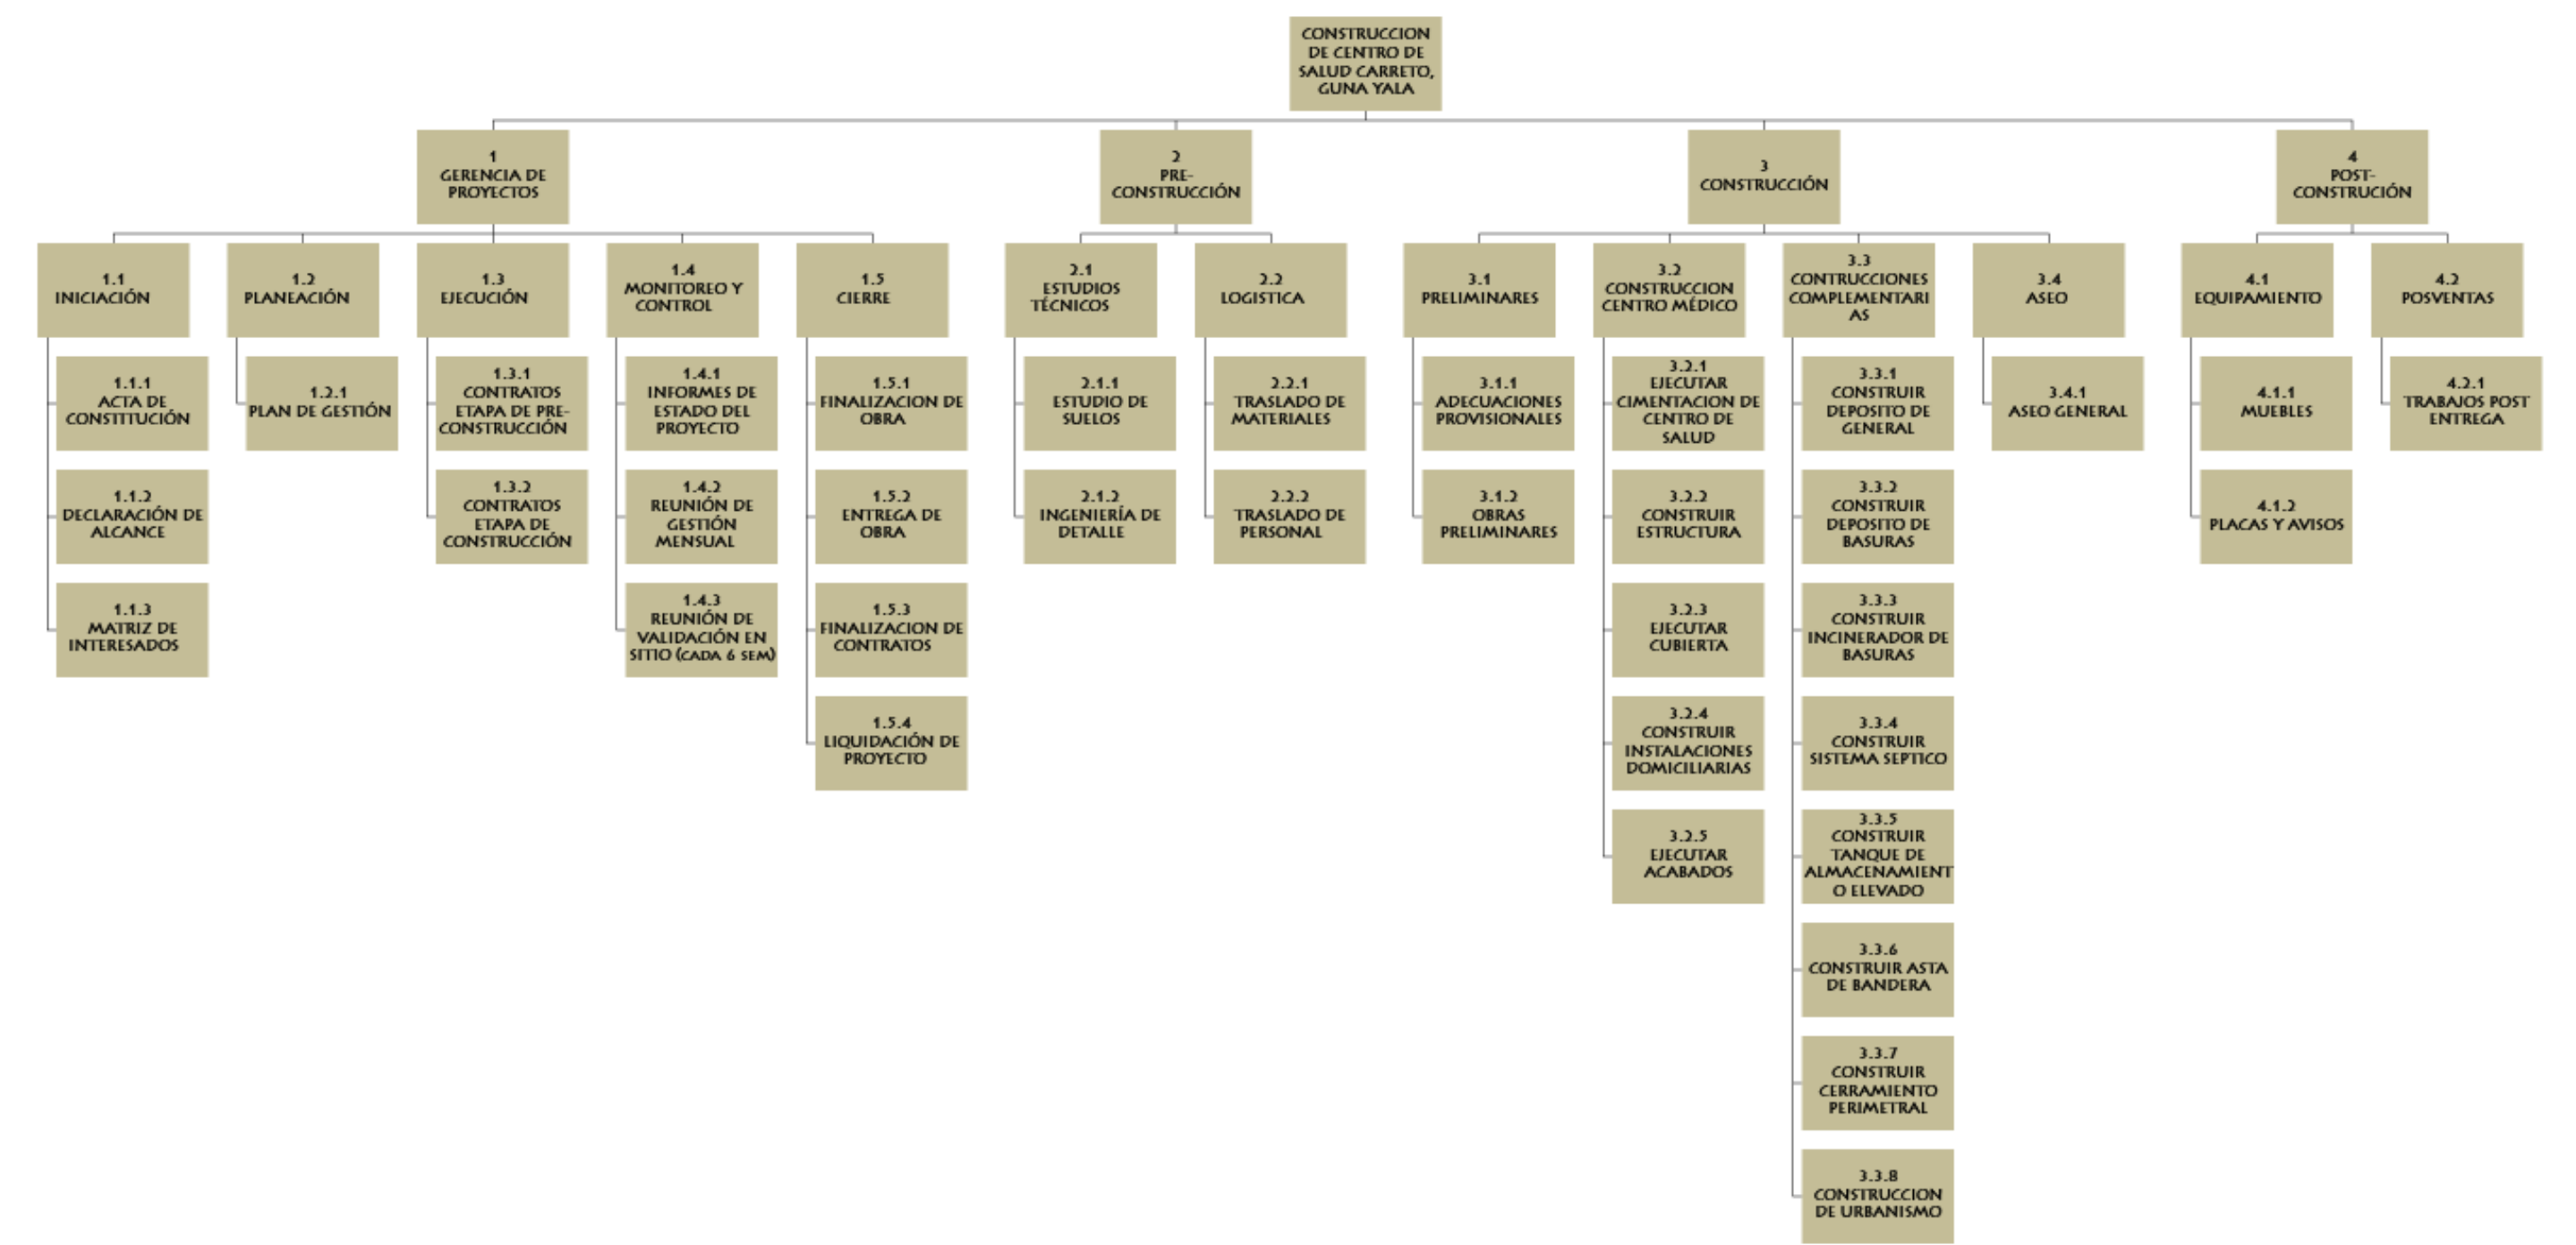 CONSTRUCCION
DE CENTRO DE
SALUD CARRETO,
GUNA YALA
1
GERENCIA DE
PROYECTOS
2
PRE-
CONSTRUCCIÓN
3
CONSTRUCCIÓN
4
POST-
CONSTRUCIÓN
1.1
INICIACIÓN
1.2
PLANEACIÓN
1.3
EJECUCIÓN
1.4
MONITOREO Y
CONTROL
1.5
CIERRE
2.1
ESTUDIOS
TÉCNICOS
2.2
LOGISTICA
3.1
PRELIMINARES
3.2
CONSTRUCCION
CENTRO MÉDICO
3.3
CONTRUCCIONES
COMPLEMENTARI
AS
3.4
ASEO
4.1
EQUIPAMIENTO
4.2
POSVENTAS
1.1.1
ACTA DE
CONSTITUCIÓN
1.1.2
DECLARACIÓN DE
ALCANCE
1.1.3
MATRIZ DE
INTERESADOS
1.2.1
PLAN DE GESTIÓN
1.3.1
CONTRATOS
ETAPA DE PRE-
CONSTRUCCIÓN
1.3.2
CONTRATOS
ETAPA DE
CONSTRUCCIÓN
1.4.1
INFORMES DE
ESTADO DEL
PROYECTO
1.4.2
REUNIÓN DE
GESTIÓN
MENSUAL
1.4.3
REUNIÓN DE
VALIDACIÓN EN
SITIO (CADA 6 SEM)
1.5.1
FINALIZACION DE
OBRA
1.5.2
ENTREGA DE
OBRA
1.5.3
FINALIZACION DE
CONTRATOS
1.5.4
LIQUIDACIÓN DE
PROYECTO
2.1.1
ESTUDIO DE
SUELOS
2.1.2
INGENIERÍA DE
DETALLE
2.2.1
TRASLADO DE
MATERIALES
2.2.2
TRASLADO DE
PERSONAL
3.1.1
ADECUACIONES
PROVISIONALES
3.1.2
OBRAS
PRELIMINARES
3.2.1
EJECUTAR
CIMENTACION DE
CENTRO DE
SALUD
3.2.2
CONSTRUIR
ESTRUCTURA
3.2.3
EJECUTAR
CUBIERTA
3.2.4
CONSTRUIR
INSTALACIONES
DOMICILIARIAS
3.2.5
EJECUTAR
ACABADOS
3.3.1
CONSTRUIR
DEPOSITO DE
GENERAL
3.3.2
CONSTRUIR
DEPOSITO DE
BASURAS
3.3.3
CONSTRUIR
INCINERADOR DE
BASURAS
3.3.4
CONSTRUIR
SISTEMA SEPTICO
3.3.5
CONSTRUIR
TANQUE DE
ALMACENAMIENT
O ELEVADO
3.3.6
CONSTRUIR ASTA
DE BANDERA
3.3.7
CONSTRUIR
CERRAMIENTO
PERIMETRAL
3.3.8
CONSTRUCCION
DE URBANISMO
3.4.1
ASEO GENERAL
4.1.1
MUEBLES
4.1.2
PLACAS Y AVISOS
4.2.1
TRABAJOS POST
ENTREGA